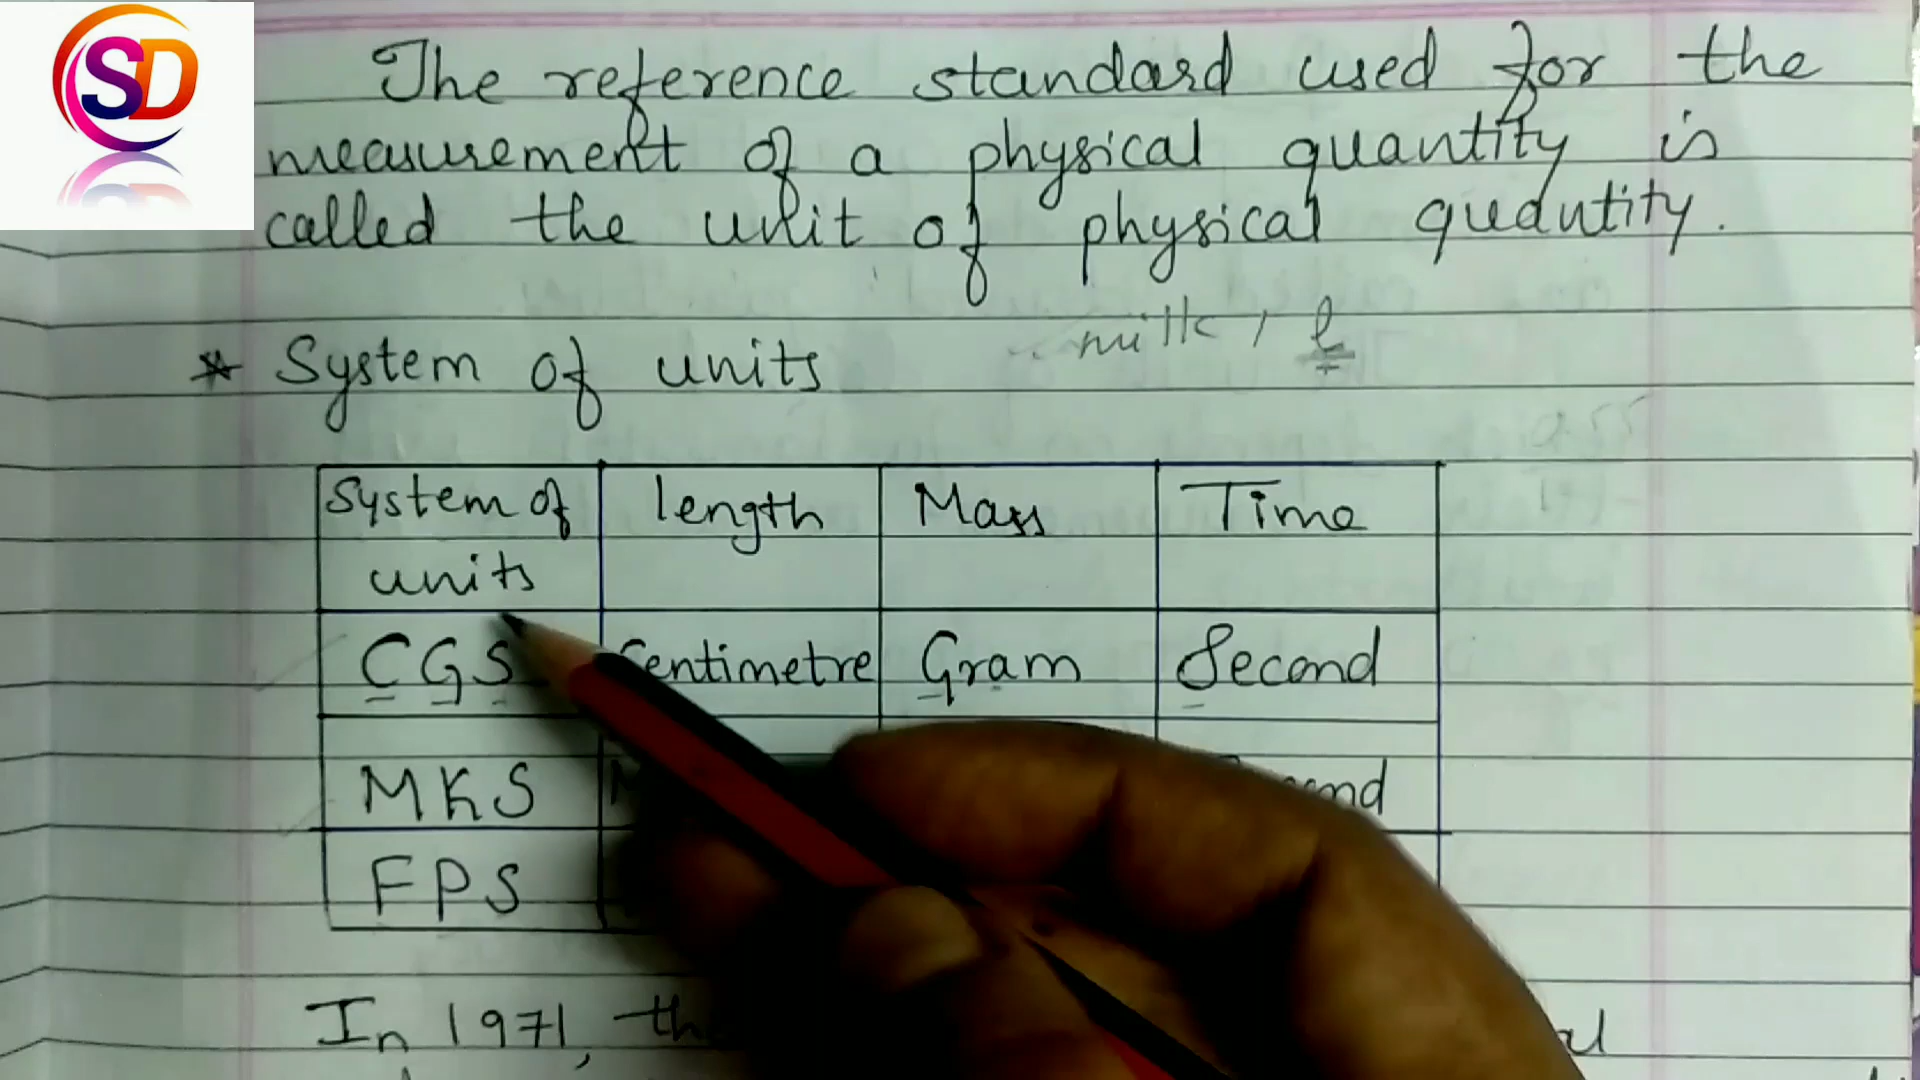 SD
The reference standard used for the
measurement of a physical quantity is
called the unit of physical quantity.
milk, l
* System of units
System of units length Mass Time
CGS Centimetre Gram Second
MKS
FPS
In 1971,